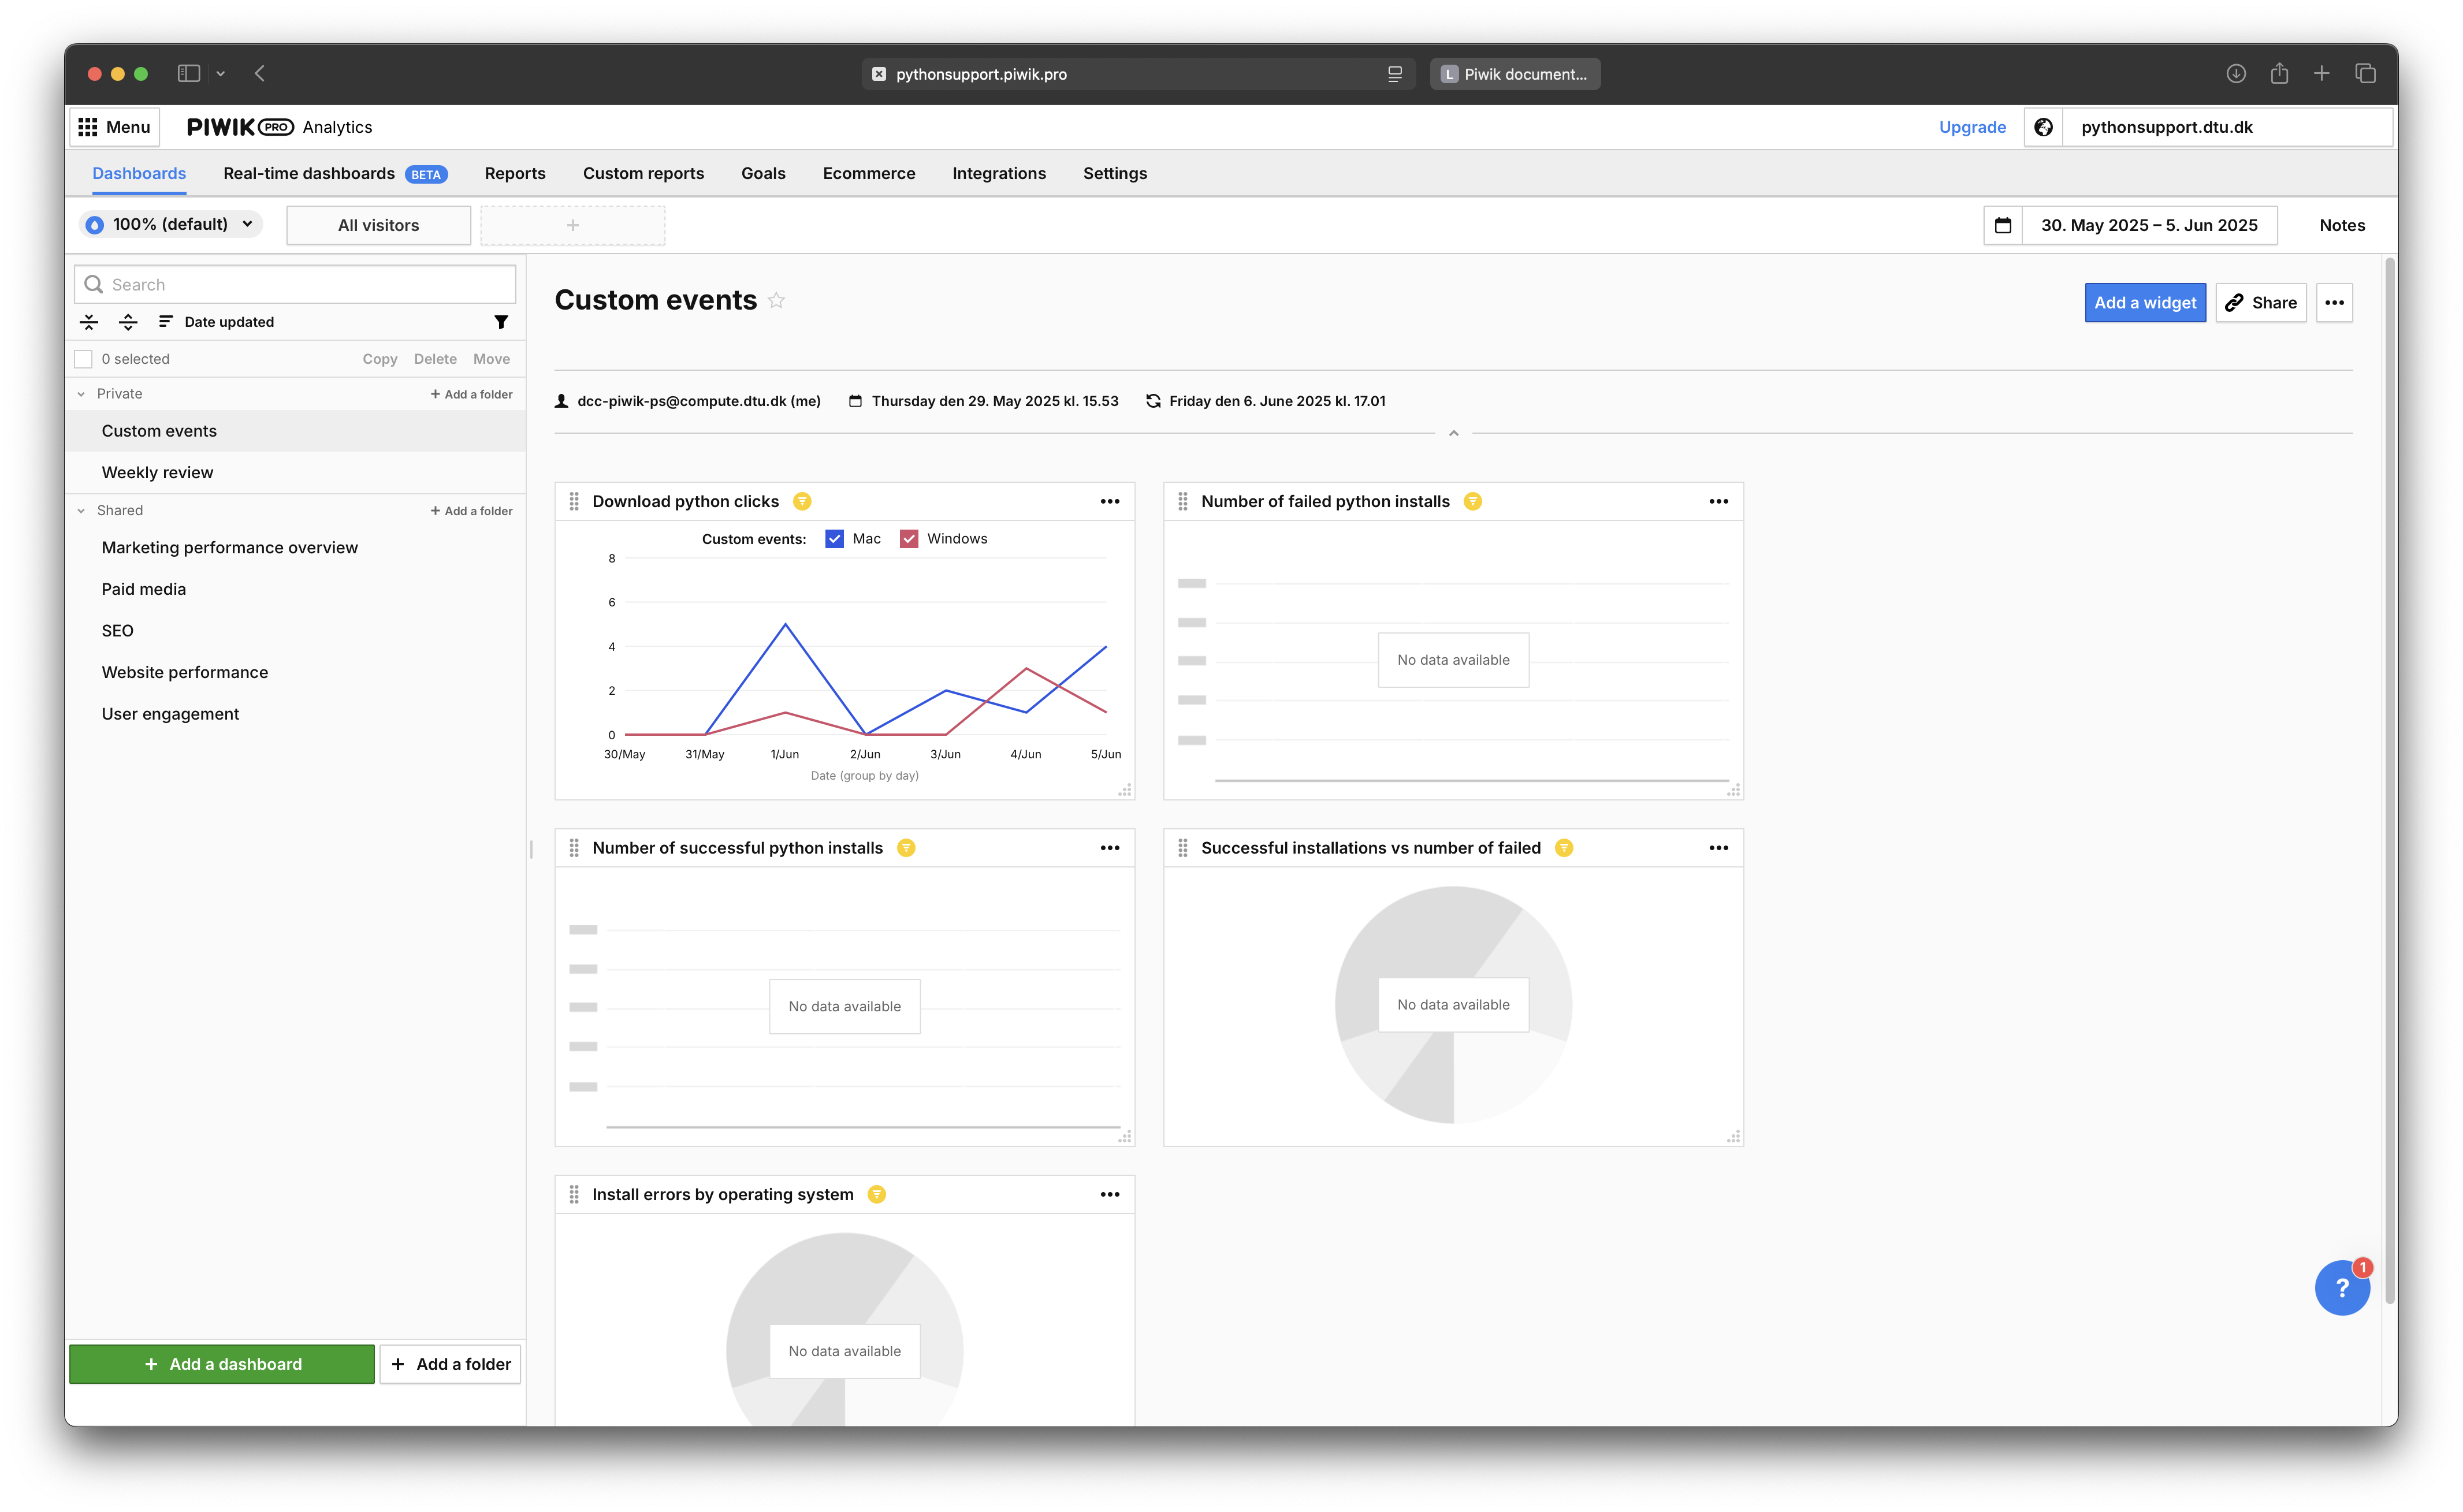 pythonsupport.piwik.pro
L Piwik document...
Menu
PIWIK PRO Analytics
Upgrade
pythonsupport.dtu.dk
Dashboards
Real-time dashboards BETA
Reports
Custom reports
Goals
Ecommerce
Integrations
Settings
100% (default)
All visitors
30. May 2025 – 5. Jun 2025
Notes
Search
Date updated
0 selected
Copy
Delete
Move
Private
+ Add a folder
Custom events
Weekly review
Shared
+ Add a folder
Marketing performance overview
Paid media
SEO
Website performance
User engagement
+ Add a dashboard
+ Add a folder
Custom events
Add a widget
Share
dcc-piwik-ps@compute.dtu.dk (me)
Thursday den 29. May 2025 kl. 15.53
Friday den 6. June 2025 kl. 17.01
Download python clicks
Custom events: Mac Windows
8
6
4
2
0
30/May 31/May 1/Jun 2/Jun 3/Jun 4/Jun 5/Jun
Date (group by day)
Number of failed python installs
No data available
Number of successful python installs
No data available
Successful installations vs number of failed
No data available
Install errors by operating system
No data available
?
1